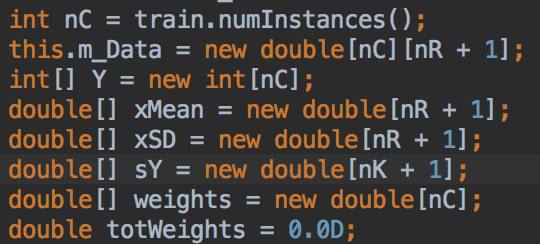 int nC = train.numInstances();
this.m_Data = new double[nC][nR + 1];
int[] Y = new int[nC];
double[] xMean = new double[nR + 1];
double[] xSD = new double[nR + 1];
double[] sY = new double[nK + 1];
double[] weights = new double[nC];
double totWeights = 0.0D;